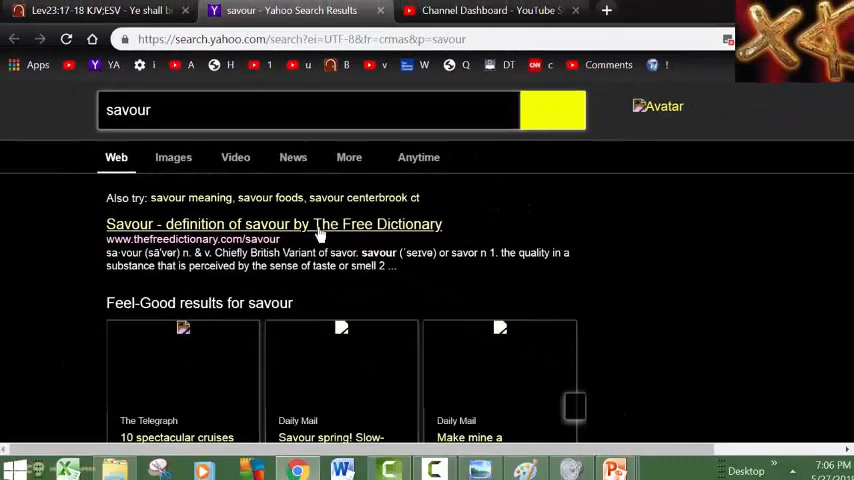 Lev23:17-18 KJV;ESV - Ye shall be
savour - Yahoo Search Results
Channel Dashboard - YouTube S
https://search.yahoo.com/search?ei=UTF-8&fr=crmas&p=savour
Apps YA i A H 1 u B v W Q DT c Comments !
savour
Avatar
Web Images Video News More Anytime
Also try: savour meaning, savour foods, savour centerbrook ct
Savour - definition of savour by The Free Dictionary
www.thefreedictionary.com/savour
sa·vour (sā′vər) n. & v. Chiefly British Variant of savor. savour (ˈseɪvə) or savor n 1. the quality in a
substance that is perceived by the sense of taste or smell 2 ...
Feel-Good results for savour
The Telegraph
10 spectacular cruises
Daily Mail
Savour spring! Slow-
Daily Mail
Make mine a
Desktop
7:06 PM